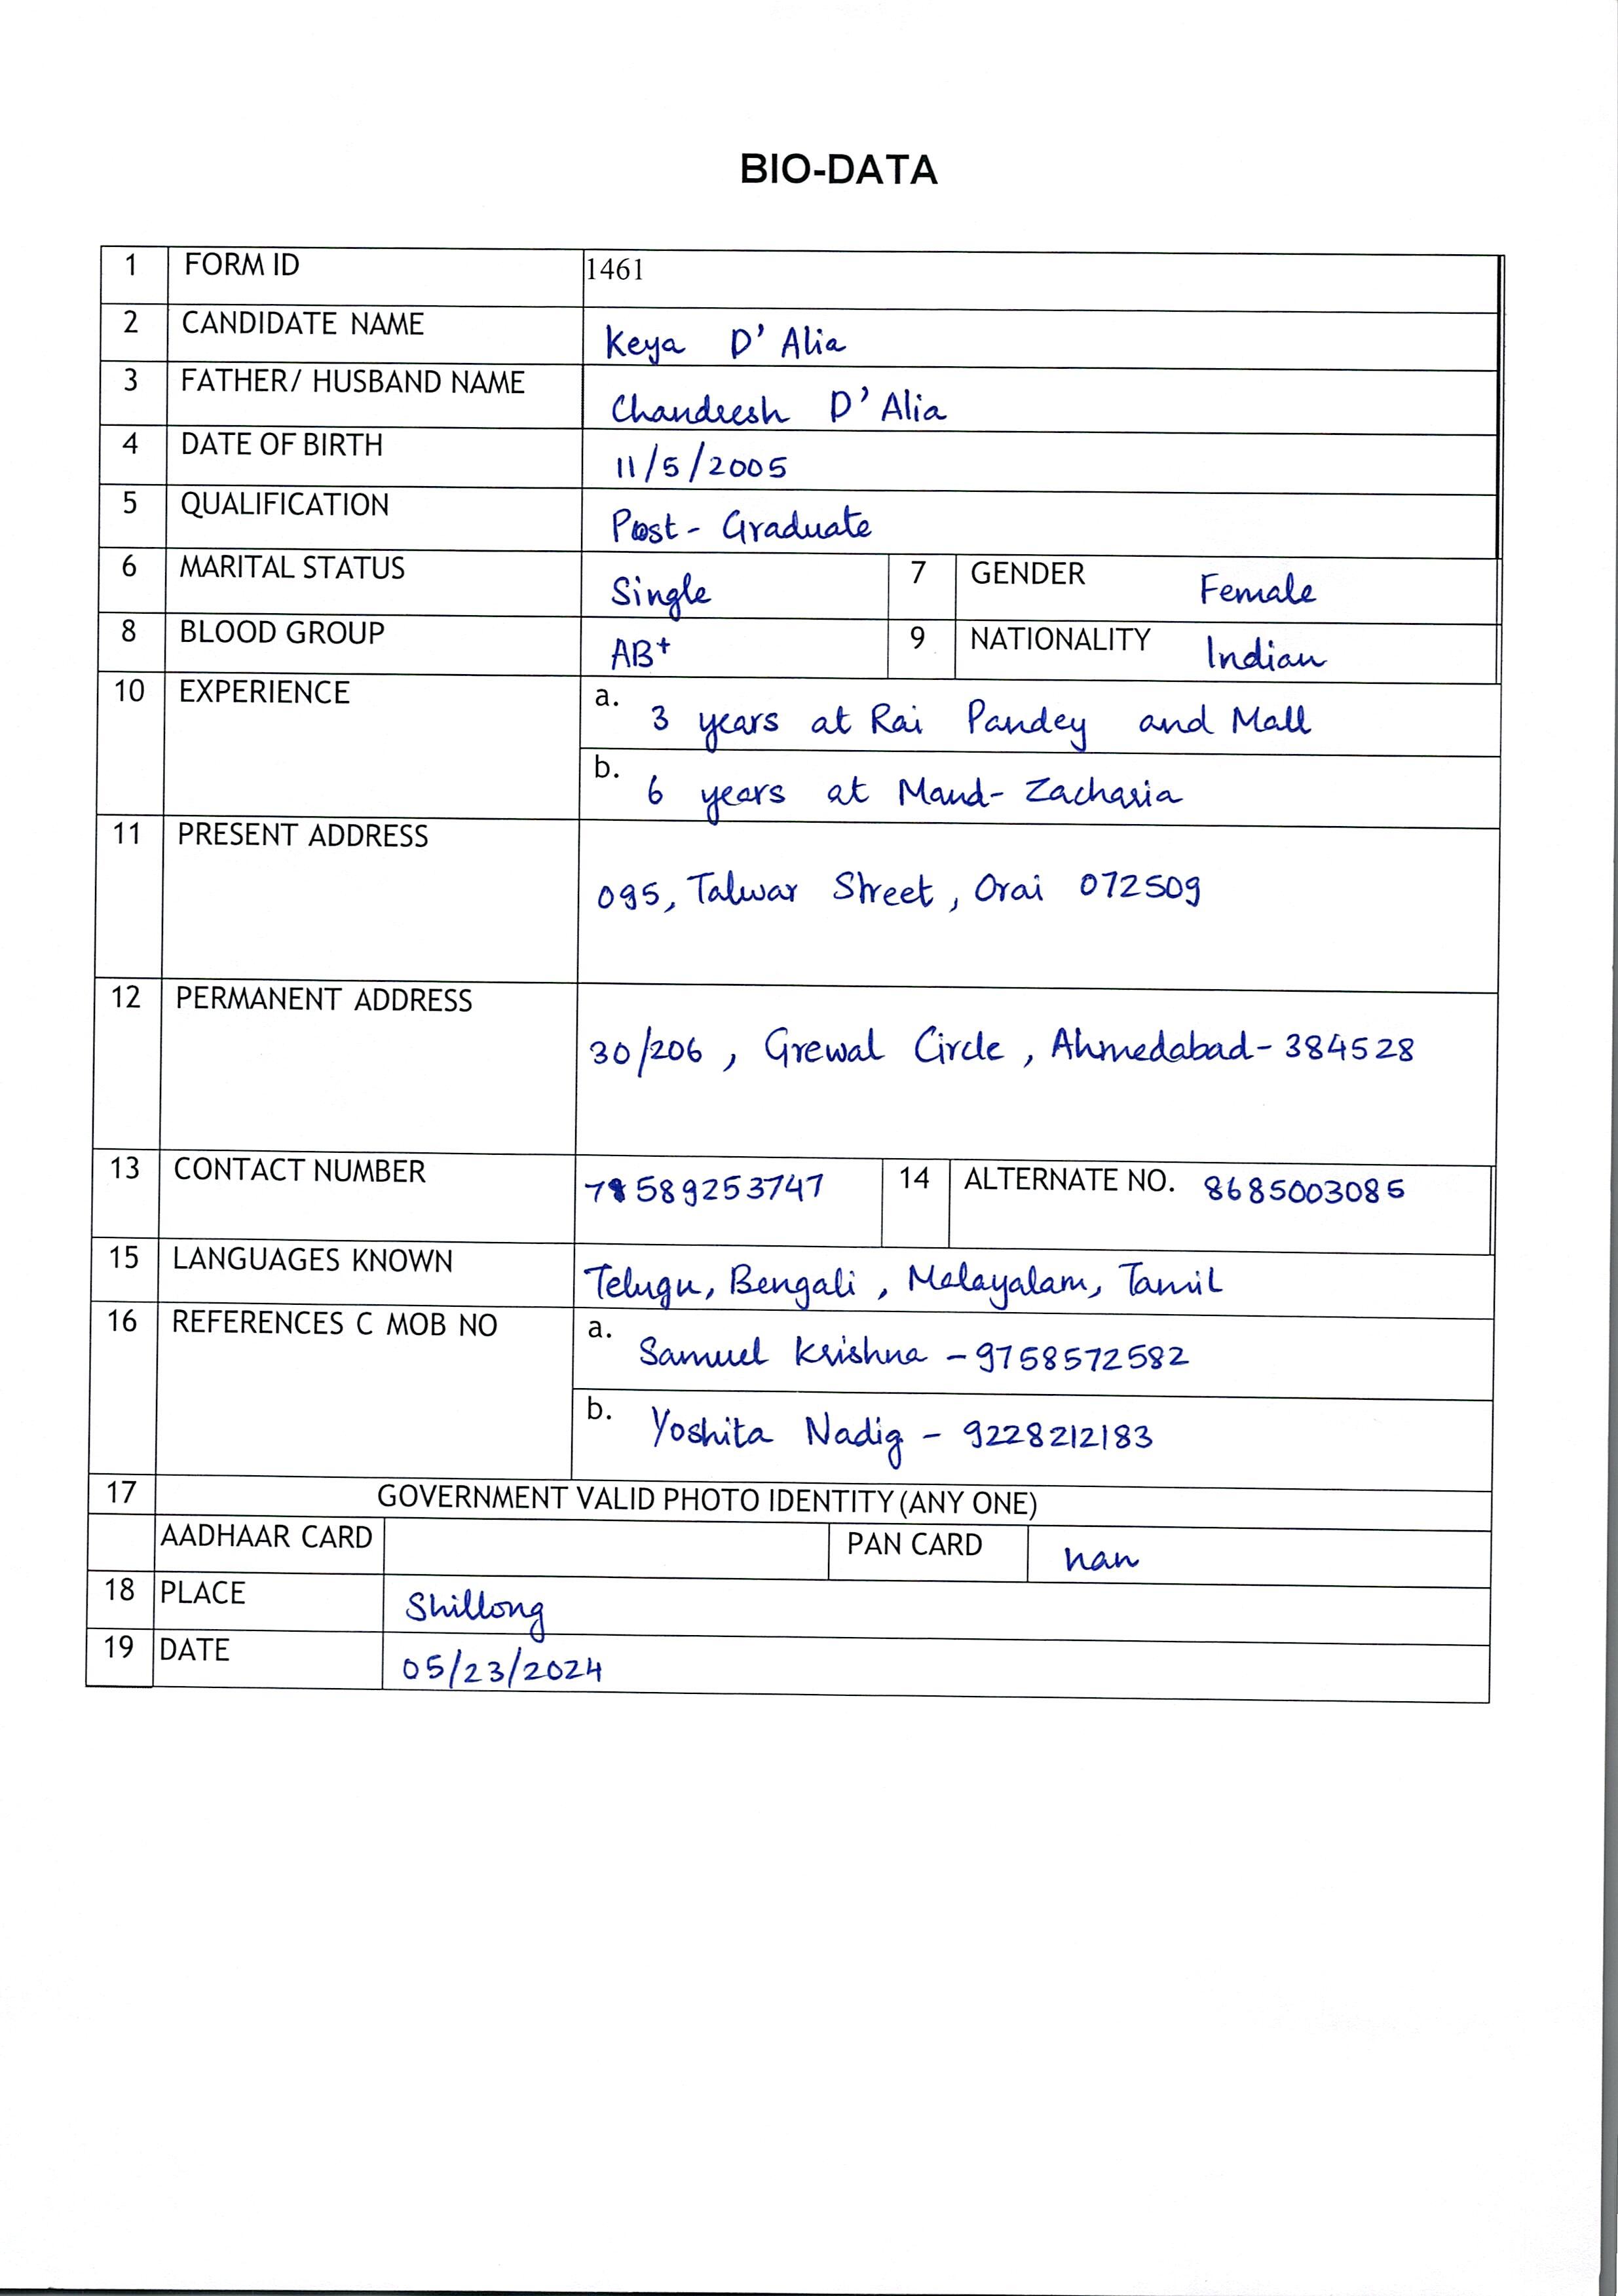 BIO-DATA
1 FORM ID 1461
2 CANDIDATE NAME Keya D'Alia
3 FATHER/ HUSBAND NAME Chandresh D'Alia
4 DATE OF BIRTH 11/5/2005
5 QUALIFICATION Post-Graduate
6 MARITAL STATUS Single 7 GENDER Female
8 BLOOD GROUP AB+ 9 NATIONALITY Indian
10 EXPERIENCE a. 3 years at Rai Pandey and Mall
b. 6 years at Mand-Zacharia
11 PRESENT ADDRESS
095, Talwar Street, Orai 072509
12 PERMANENT ADDRESS
30/206, Grewal Circle, Ahmedabad-384528
13 CONTACT NUMBER 14 ALTERNATE NO. 8685003085
15 LANGUAGES KNOWN Telugu, Bengali, Malayalam, Tamil
16 REFERENCES C MOB NO a. Samuel Krishna - 9758572582
b. Yoshita Nadig - 9228212183
17 GOVERNMENT VALID PHOTO IDENTITY (ANY ONE)
AADHAAR CARD PAN CARD nan
18 PLACE Shillong
19 DATE 05/23/2024